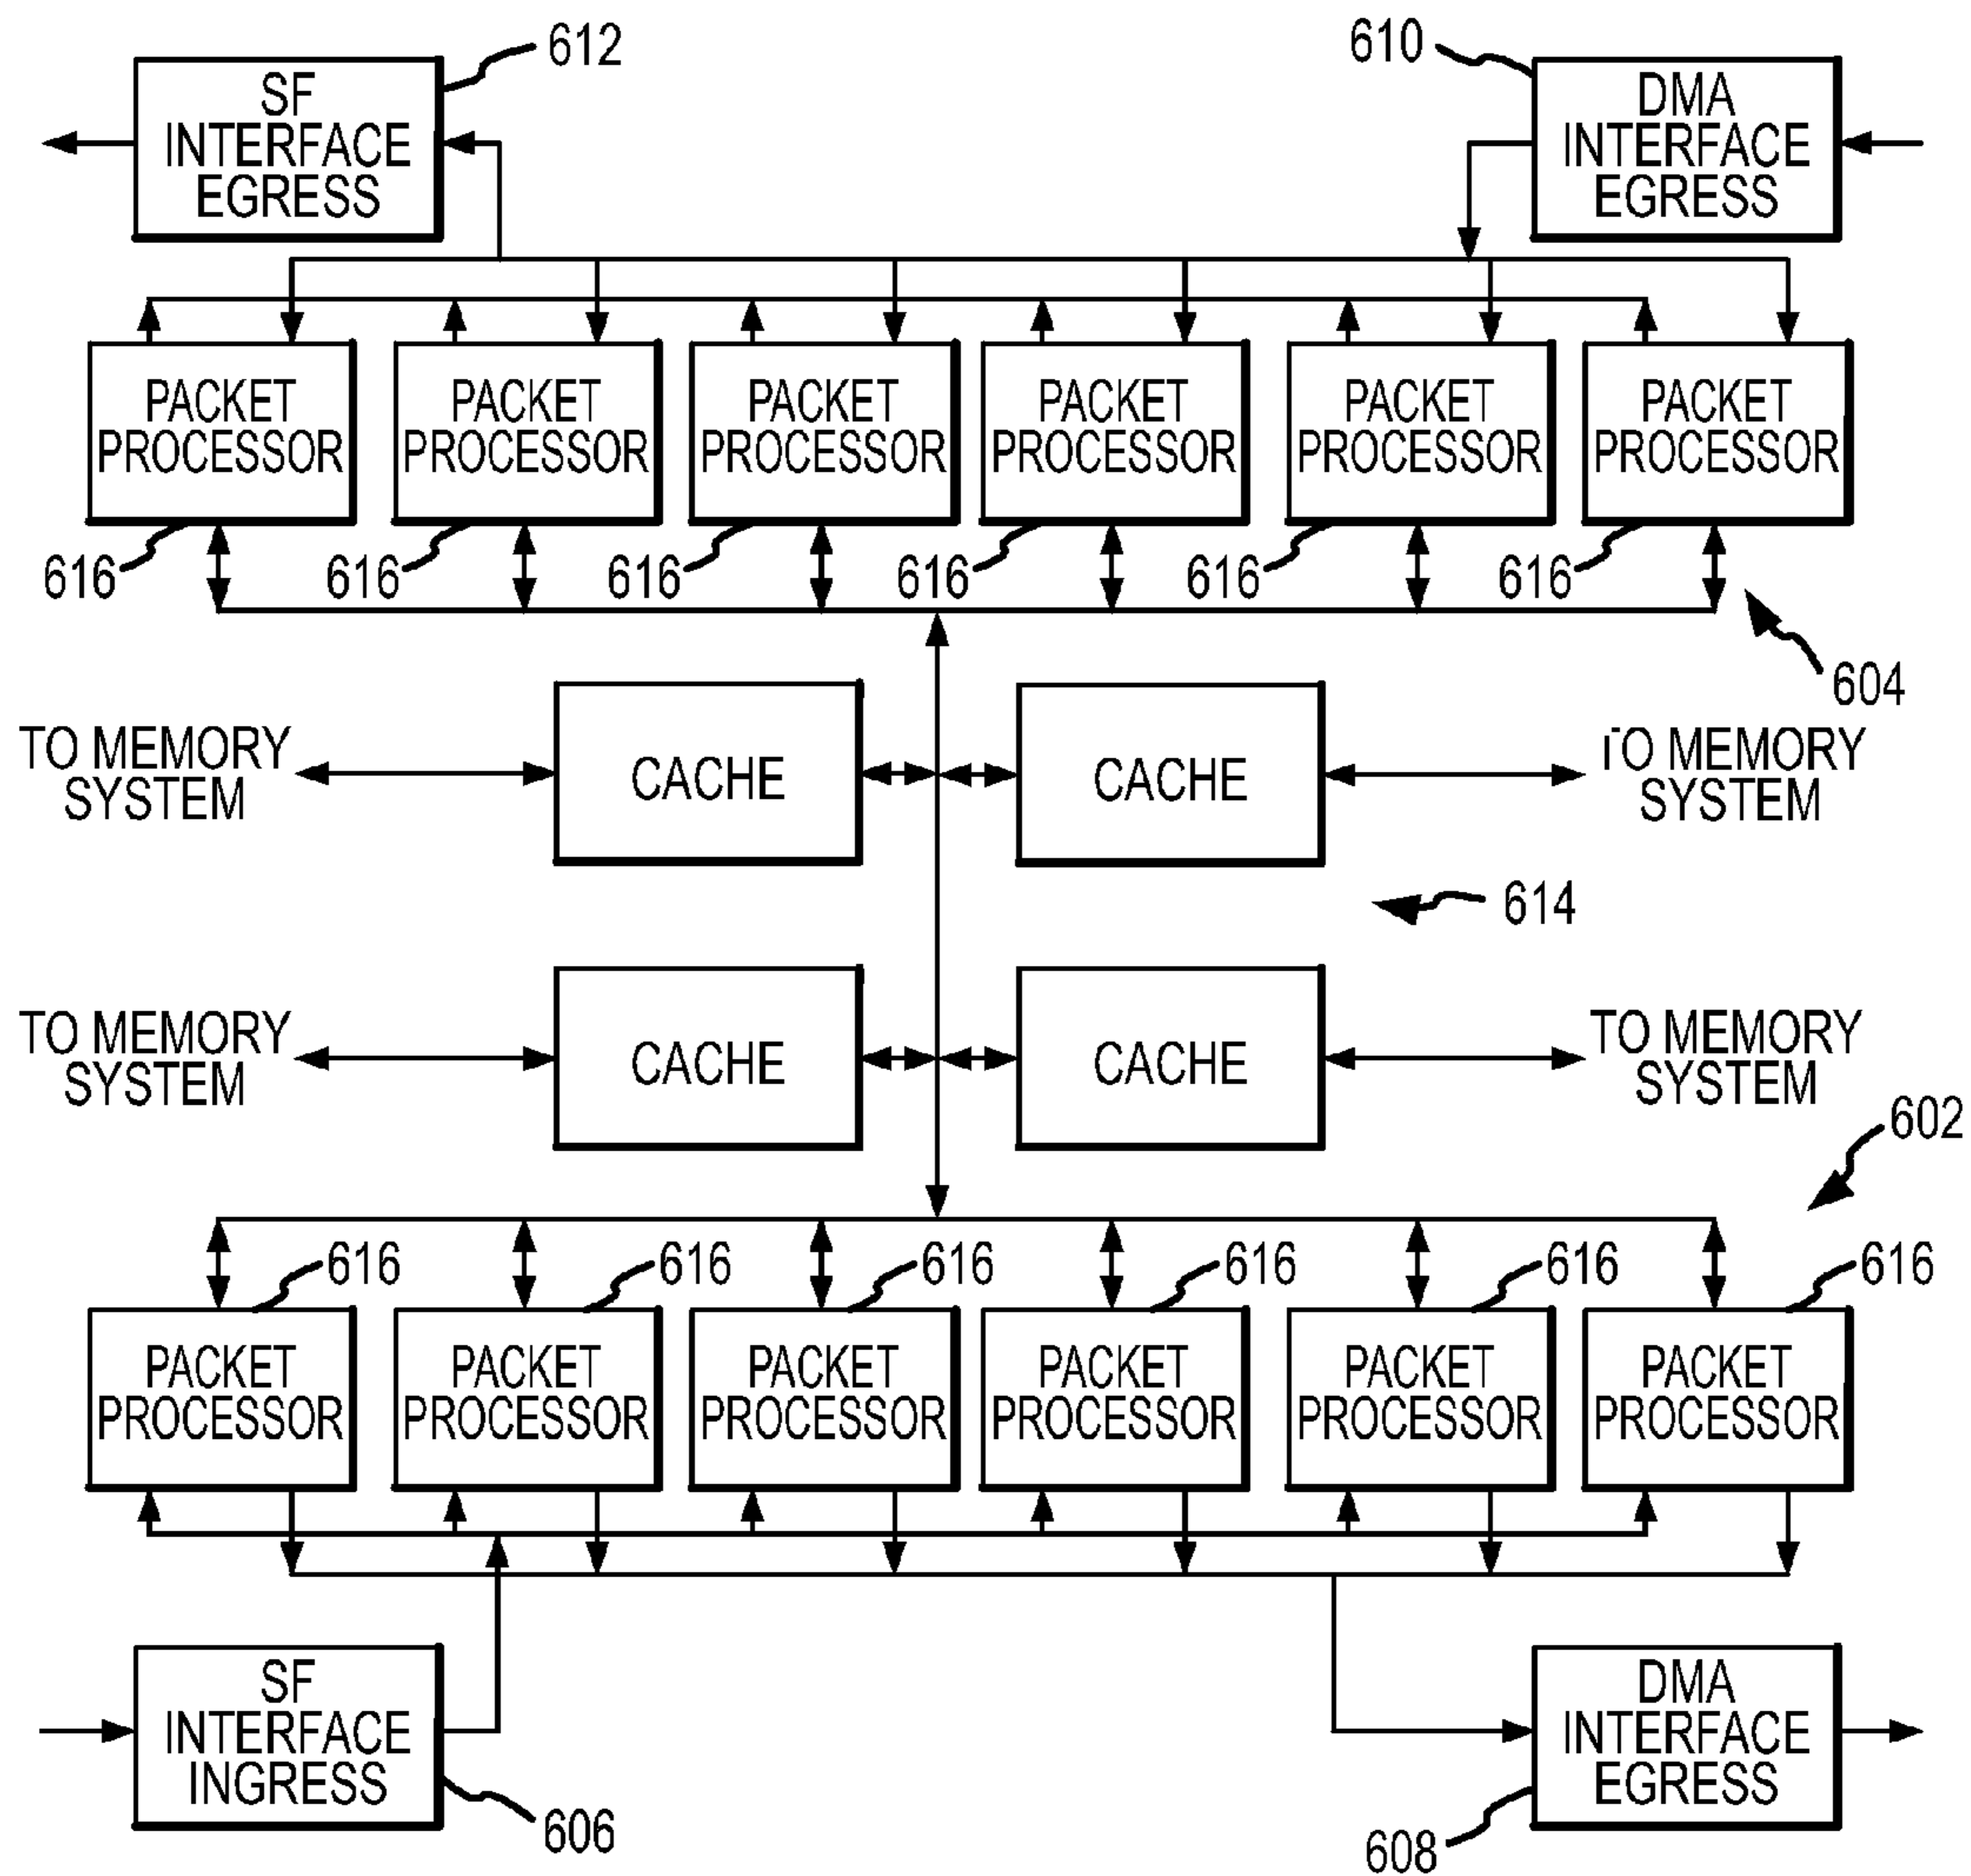 612
610
SF
INTERFACE
EGRESS
DMA
INTERFACE
EGRESS
PACKET
PROCESSOR
PACKET
PROCESSOR
PACKET
PROCESSOR
PACKET
PROCESSOR
PACKET
PROCESSOR
PACKET
PROCESSOR
616
616
616
616
616
616
604
TO MEMORY
SYSTEM
CACHE
CACHE
TO MEMORY
SYSTEM
614
TO MEMORY
SYSTEM
CACHE
CACHE
TO MEMORY
SYSTEM
602
616
616
616
616
616
616
PACKET
PROCESSOR
PACKET
PROCESSOR
PACKET
PROCESSOR
PACKET
PROCESSOR
PACKET
PROCESSOR
PACKET
PROCESSOR
SF
INTERFACE
INGRESS
DMA
INTERFACE
EGRESS
606
608